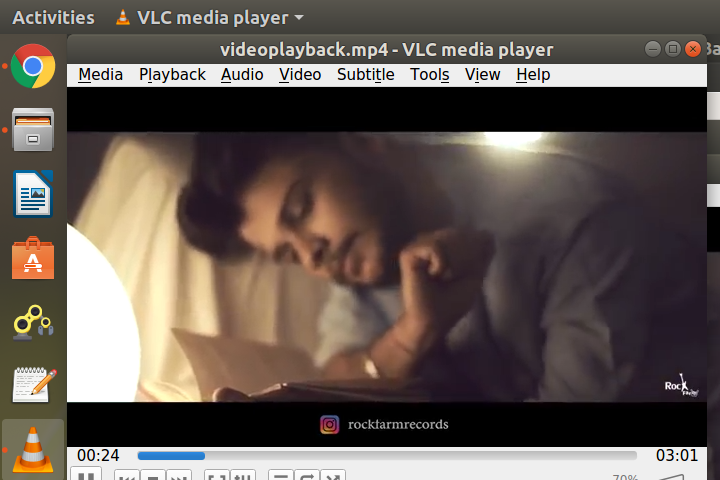 Activities VLC media player
videoplayback.mp4 - VLC media player
Media Playback Audio Video Subtitle Tools View Help
Rock
rockfarmrecords
00:24 03:01
70%